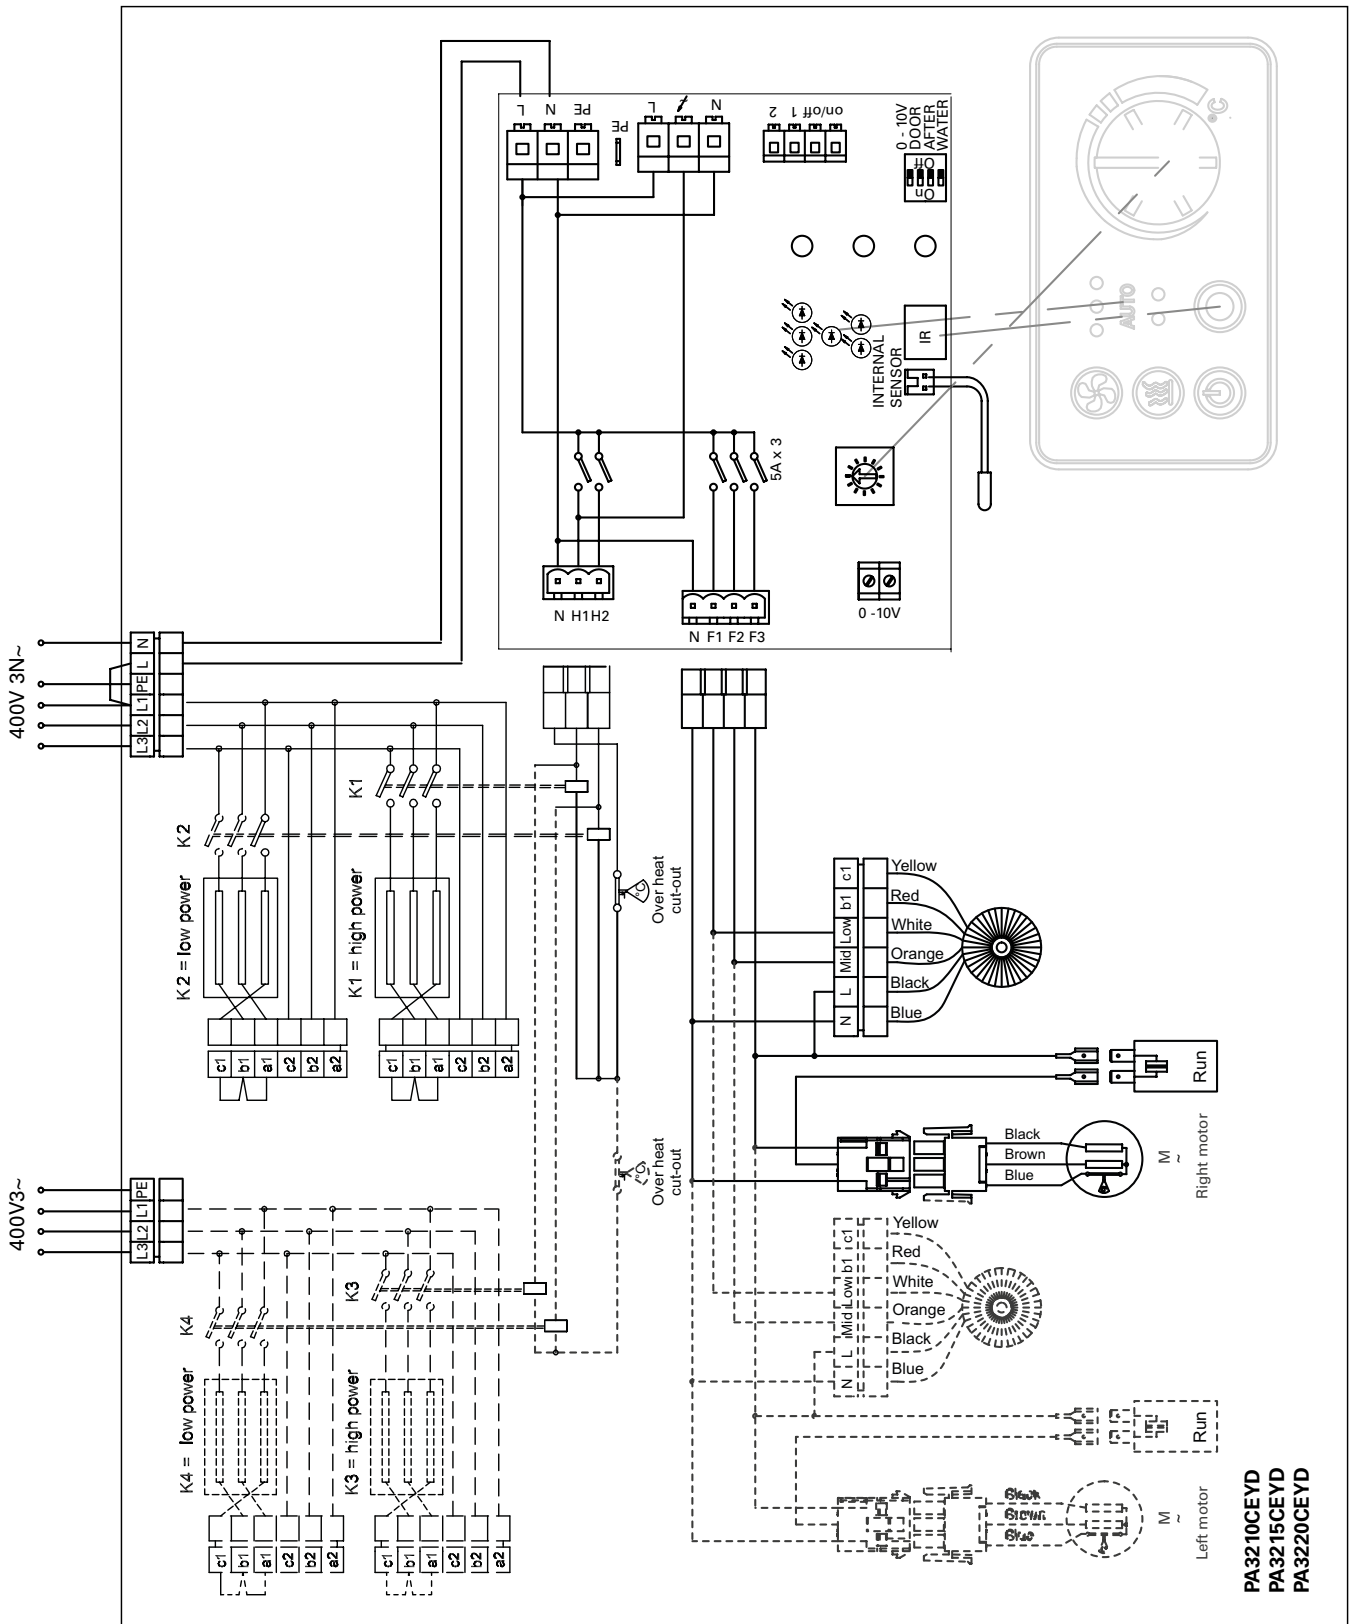 L N PE
PE
L
N
2 1 on/off
0 - 10V
DOOR
AFTER
WATER
Off
On
°C
AUTO
IR
INTERNAL
SENSOR
5A x 3
N H1 H2
N F1 F2 F3
0 -10V
400V 3N~
N
L
PE
L1
L2
L3
K1
K2
K2 = low power
K1 = high power
c1
b1
a1
c2
b2
a2
c1
b1
a1
c2
b2
a2
°C
Over heat
cut-out
c1
b1
Low
Mid
L
N
Yellow
Red
White
Orange
Black
Blue
Run
Black
Brown
Blue
M
~
Right motor
400V3~
PE
L1
L2
L3
K3
K4
K4 = low power
K3 = high power
c1
b1
a1
c2
b2
a2
c1
b1
a1
c2
b2
a2
°C
Over heat
cut-out
c1
b1
Low
Mid
L
N
Yellow
Red
White
Orange
Black
Blue
Run
Black
Brown
Blue
M
~
Left motor
PA3210CEYD
PA3215CEYD
PA3220CEYD